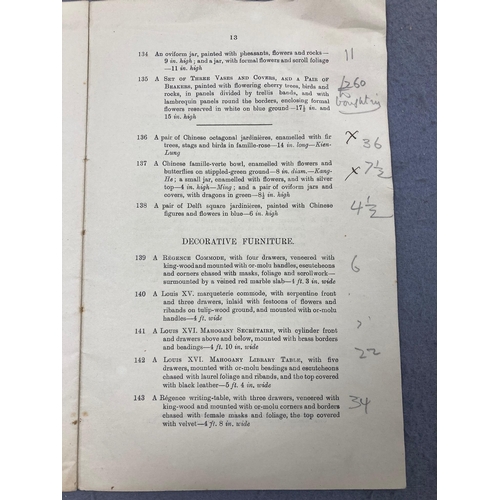 13
134 An oviform jar, painted with pheasants, flowers and rocks—
9 in. high; and a jar, with formal flowers and scroll foliage
—11 in. high
11
135 A Set of Three Vases and Covers, and a Pair of
Beakers, painted with flowering cherry trees, birds and
rocks, in panels divided by trellis bands, and with
lambrequin panels round the borders, enclosing formal
flowers reserved in white on blue ground—17½ in. and
15 in. high
bought in
136 A pair of Chinese octagonal jardinières, enamelled with fir
trees, stags and birds in famille-rose—14 in. long—Kien-
Lung
x 36
137 A Chinese famille-verte bowl, enamelled with flowers and
butterflies on stippled-green ground—8 in. diam.—Kang-
He; a small jar, enamelled with flowers, and with silver
top—4 in. high—Ming; and a pair of oviform jars and
covers, with dragons in green—8½ in. high
x 7½
138 A pair of Delft square jardinières, painted with Chinese
figures and flowers in blue—6 in. high
4½
DECORATIVE FURNITURE.
139 A Régence Commode, with four drawers, veneered with
king-wood and mounted with or-molu handles, escutcheons
and corners chased with masks, foliage and scrollwork—
surmounted by a veined red marble slab—4 ft. 3 in. wide
6
140 A Louis XV. marqueterie commode, with serpentine front
and three drawers, inlaid with festoons of flowers and
ribands on tulip-wood ground, and mounted with or-molu
handles—4 ft. wide
141 A Louis XVI. Mahogany Secretaire, with cylinder front
and drawers above and below, mounted with brass borders
and beadings—4 ft. 10 in. wide
142 A Louis XVI. Mahogany Library Table, with five
drawers, mounted with or-molu beadings and escutcheons
chased with laurel foliage and ribands, and the top covered
with black leather—5 ft. 4 in. wide
22
143 A Régence writing-table, with three drawers, veneered with
king-wood and mounted with or-molu corners and borders
chased with female masks and foliage, the top covered
with velvet—4 ft. 8 in. wide
34